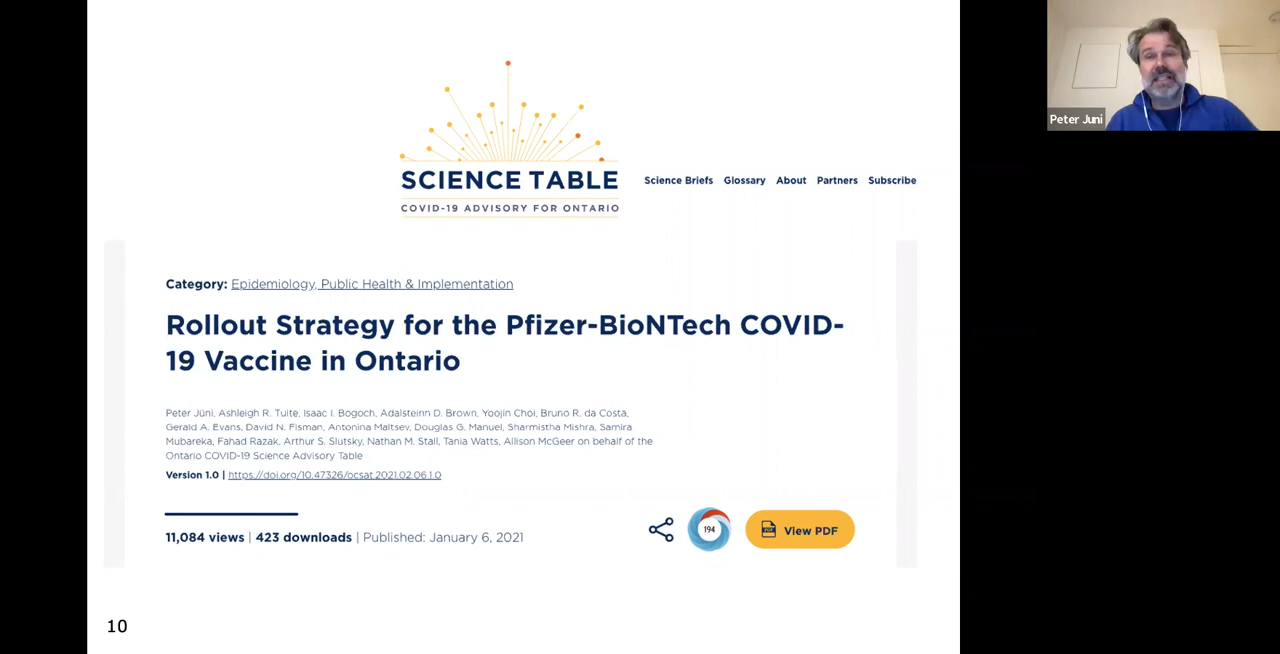 SCIENCE TABLE
COVID-19 ADVISORY FOR ONTARIO
Science Briefs Glossary About Partners Subscribe
Category: Epidemiology, Public Health & Implementation
Rollout Strategy for the Pfizer-BioNTech COVID-
19 Vaccine in Ontario
Peter Jüni, Ashleigh R. Tuite, Isaac I. Bogoch, Adalsteinn D. Brown, Yoojin Choi, Bruno R. da Costa,
Gerald A. Evans, David N. Fisman, Antonina Maltsev, Douglas G. Manuel, Sharmistha Mishra, Samira
Mubareka, Fahad Razak, Arthur S. Slutsky, Nathan M. Stall, Tania Watts, Allison McGeer on behalf of the
Ontario COVID-19 Science Advisory Table
Version 1.0 | https://doi.org/10.47326/ocsat.2021.02.06.1.0
11,084 views | 423 downloads | Published: January 6, 2021
194
PDF
View PDF
10
Peter Juni